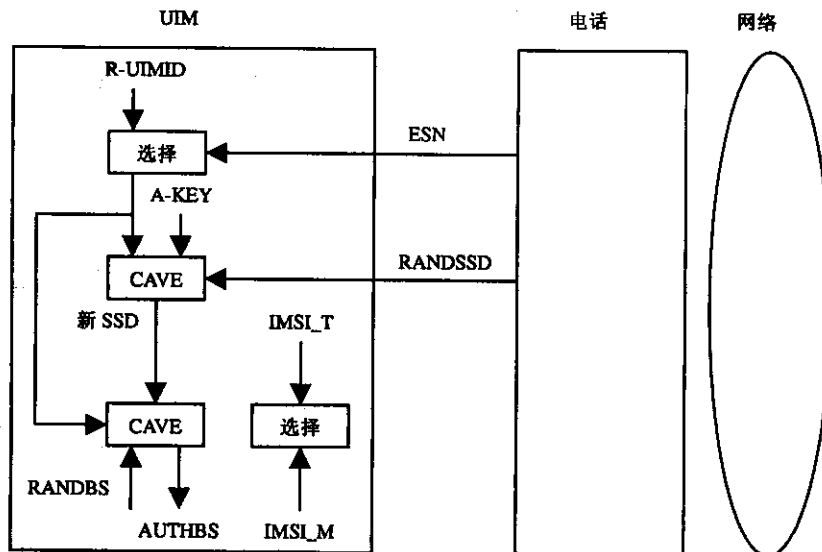 UIM
电话
网络
R-UIMID
选择
ESN
A-KEY
CAVE
RANDSSD
新 SSD
IMSI_T
CAVE
选择
RANDBS
AUTHBS
IMSI_M